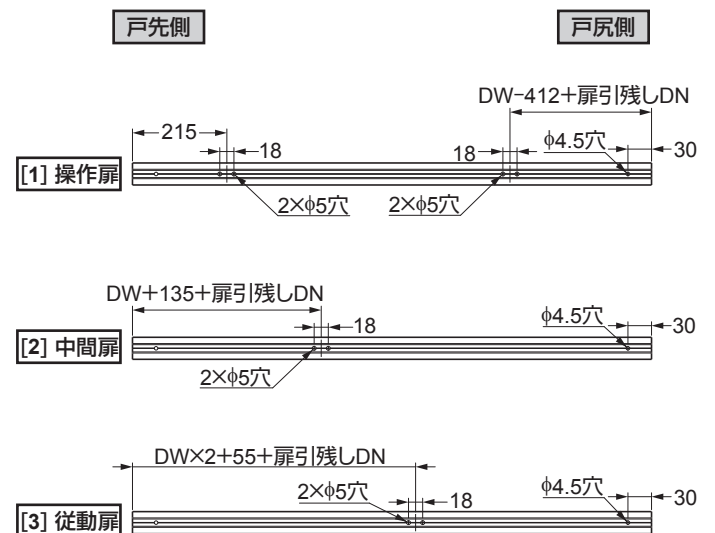 戸先側
戸尻側
DW-412+扉引残しDN
215
18
18
φ4.5穴
30
[1] 操作扉
2×φ5穴
2×φ5穴
DW+135+扉引残しDN
18
φ4.5穴
30
[2] 中間扉
2×φ5穴
DW×2+55+扉引残しDN
2×φ5穴
18
φ4.5穴
30
[3] 従動扉